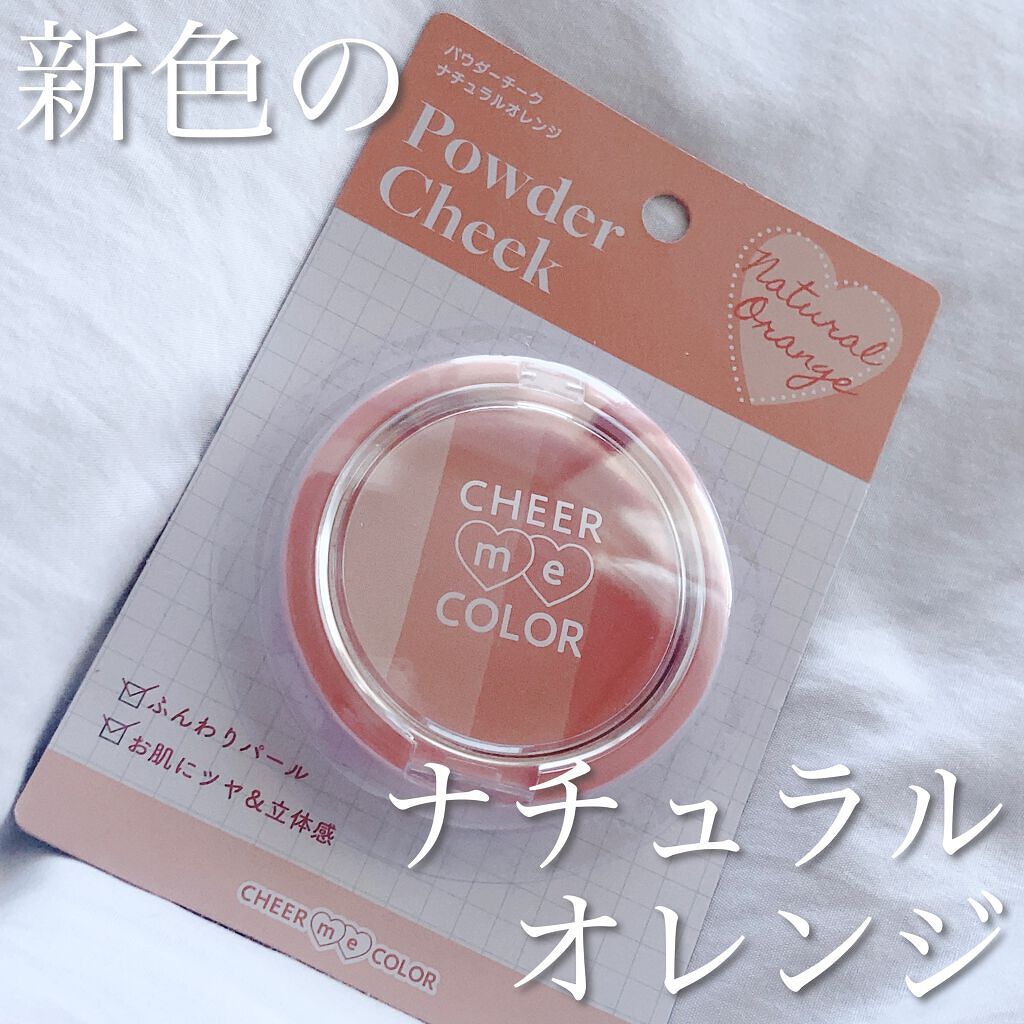 新色の
パウダーチーク
ナチュラルオレンジ
Powder
Cheek
Natural
Orange
CHEER
me
COLOR
ふんわりパール
お肌にツヤ&立体感
CHEER me COLOR
ナチュラル
オレンジ